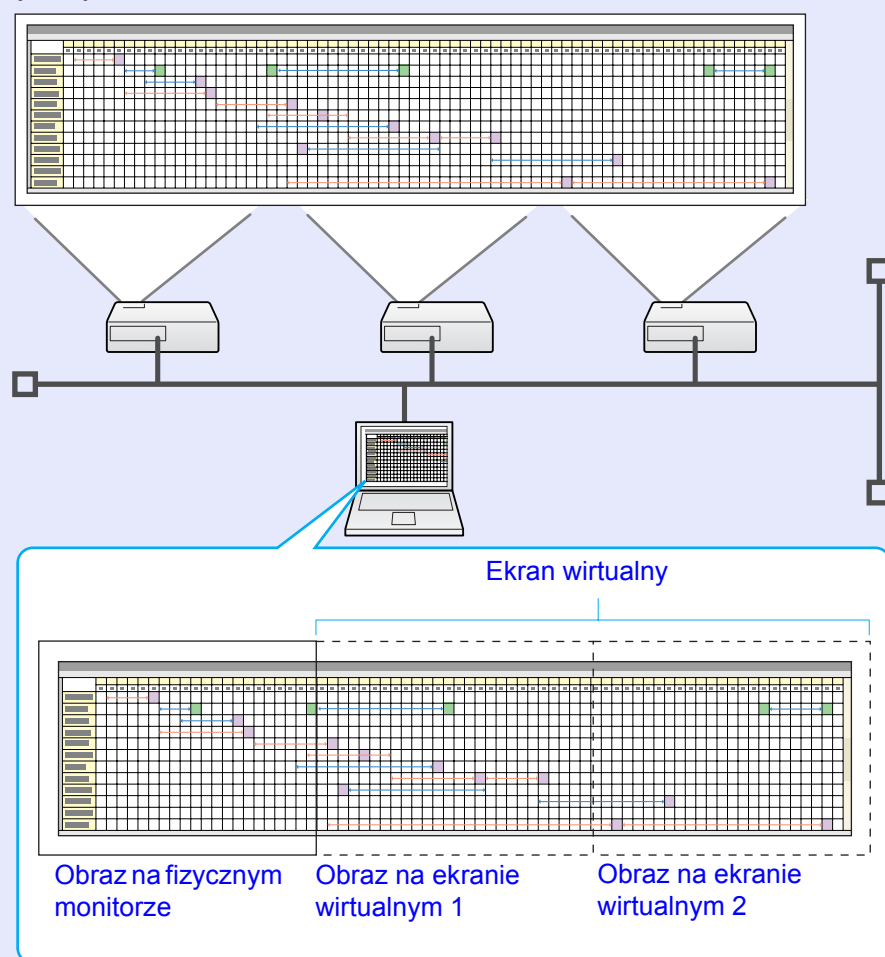 Ekran wirtualny
Obraz na fizycznym
monitorze
Obraz na ekranie
wirtualnym 1
Obraz na ekranie
wirtualnym 2